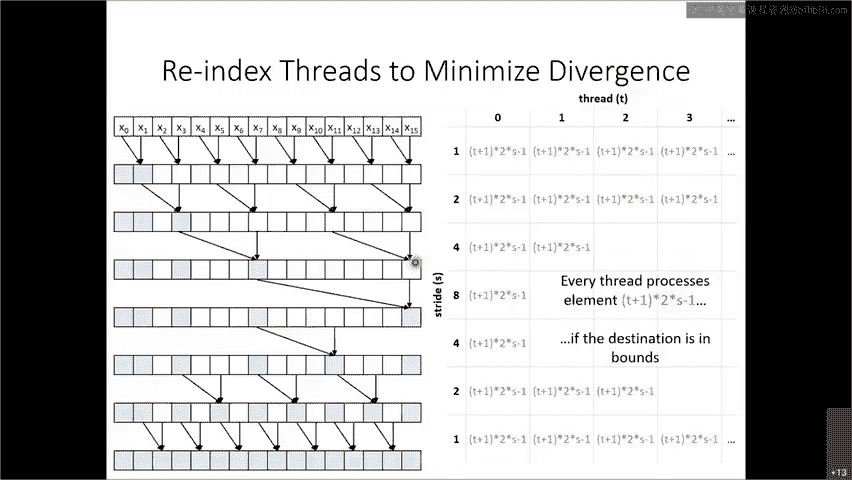 @bilibili.com
Re-index Threads to Minimize Divergence
x0 x1 x2 x3 x4 x5 x6 x7 x8 x9 x10 x11 x12 x13 x14 x15
thread (t)
0 1 2 3 ...
stride (s)
1 (t+1)*2*s-1 (t+1)*2*s-1 (t+1)*2*s-1 (t+1)*2*s-1 ...
2 (t+1)*2*s-1 (t+1)*2*s-1 (t+1)*2*s-1 (t+1)*2*s-1
4 (t+1)*2*s-1 (t+1)*2*s-1
8 (t+1)*2*s-1
Every thread processes
element (t+1)*2*s-1...
4 (t+1)*2*s-1
...if the destination is in
bounds
2 (t+1)*2*s-1 (t+1)*2*s-1 (t+1)*2*s-1
1 (t+1)*2*s-1 (t+1)*2*s-1 (t+1)*2*s-1 (t+1)*2*s-1 ...
+13